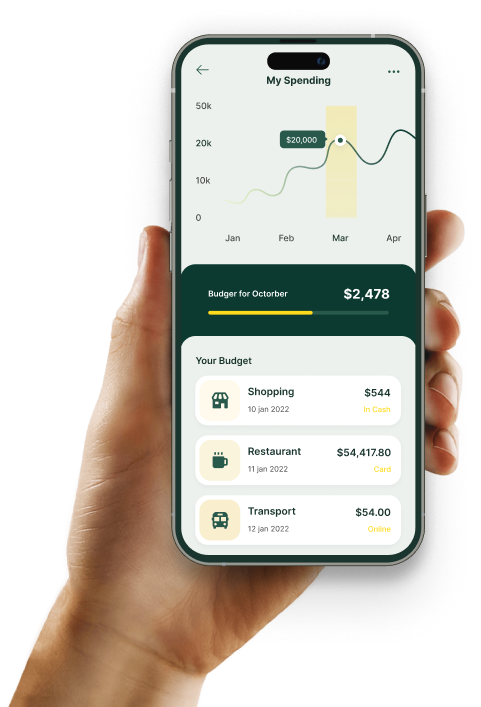 My Spending
50k
$20,000
20k
10k
0
Jan Feb Mar Apr
Budger for Octorber $2,478
Your Budget
Shopping $544
10 jan 2022 In Cash
Restaurant $54,417.80
11 jan 2022 Card
Transport $54.00
12 jan 2022 Online